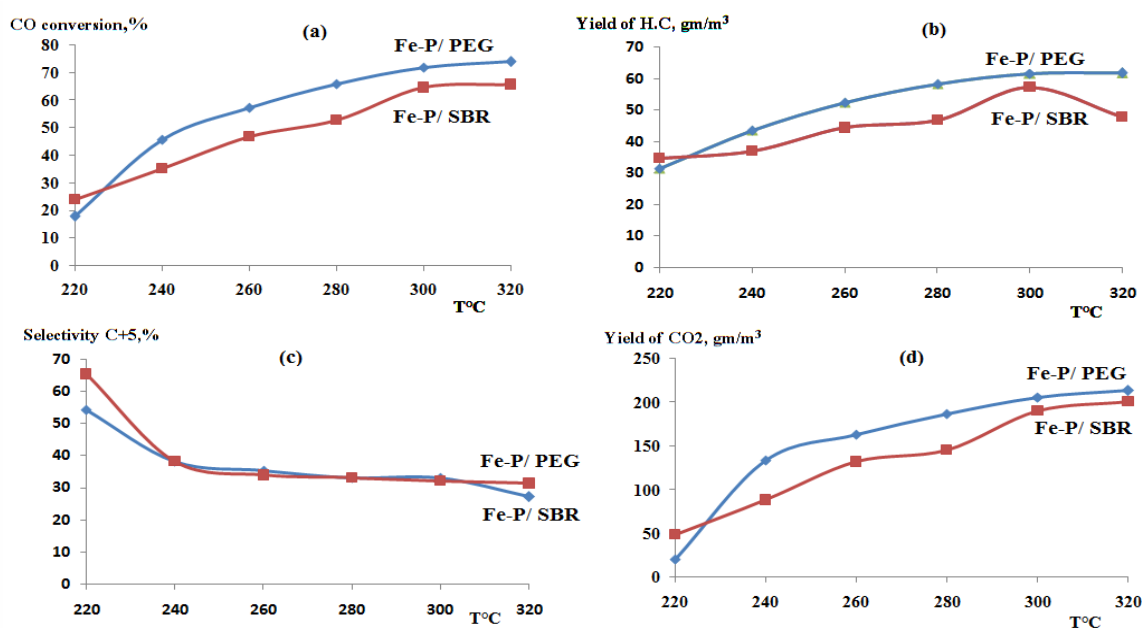 CO conversion,%
(a)
Fe-P/ PEG
Fe-P/ SBR
80
70
60
50
40
30
20
10
0
220 240 260 280 300 320
T°C
Yield of H.C, gm/m³
(b)
Fe-P/ PEG
Fe-P/ SBR
70
60
50
40
30
20
10
0
220 240 260 280 300 320
T°C
Selectivity C+5,%
(c)
Fe-P/ PEG
Fe-P/ SBR
70
60
50
40
30
20
10
0
220 240 260 280 300 320
T°C
Yield of CO2, gm/m³
(d)
Fe-P/ PEG
Fe-P/ SBR
250
200
150
100
50
0
220 240 260 280 300 320
T°C